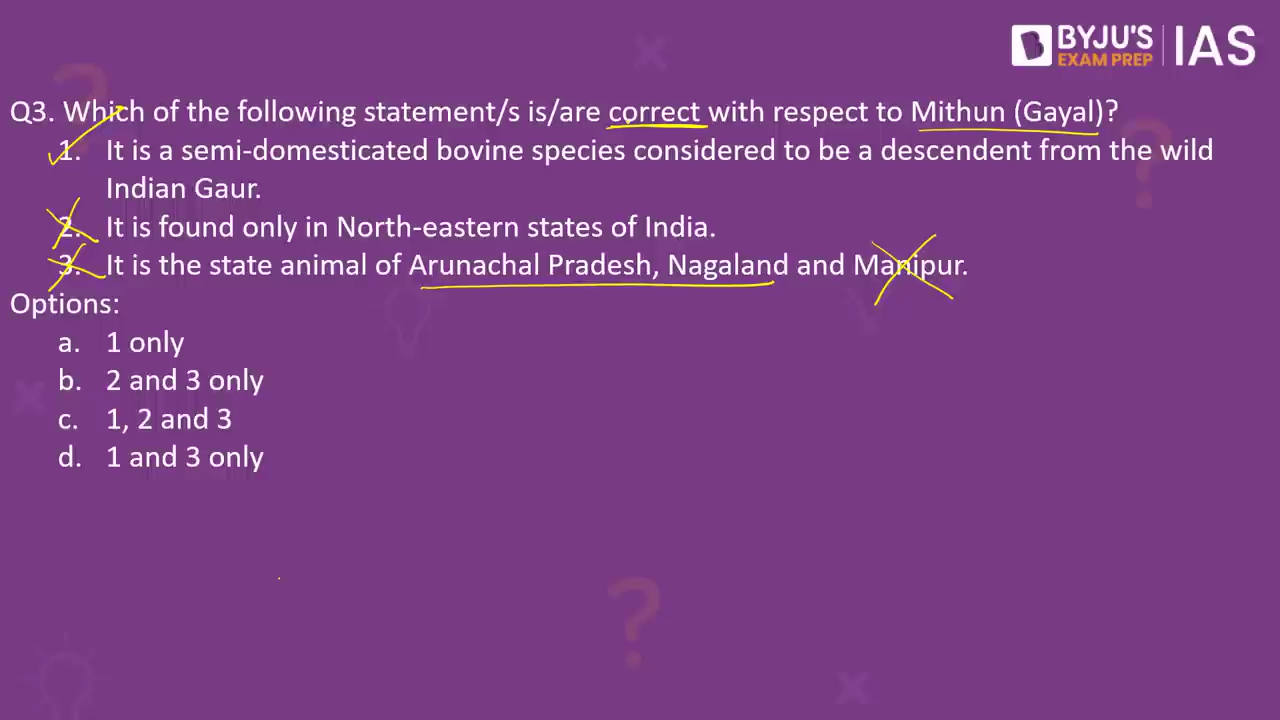 BYJU'S
EXAM PREP
IAS
Q3. Which of the following statement/s is/are correct with respect to Mithun (Gayal)?
1. It is a semi-domesticated bovine species considered to be a descendent from the wild
Indian Gaur.
2. It is found only in North-eastern states of India.
3. It is the state animal of Arunachal Pradesh, Nagaland and Manipur.
Options:
a. 1 only
b. 2 and 3 only
c. 1, 2 and 3
d. 1 and 3 only